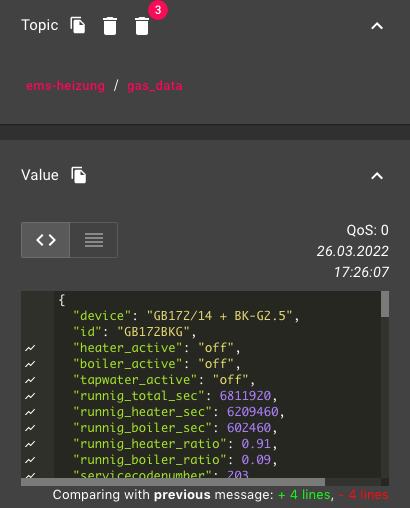 Topic
3
ems-heizung / gas_data
Value
QoS: 0
26.03.2022
17:26:07
{
"device": "GB172/14 + BK-G2.5",
"id": "GB172BKG",
"heater_active": "off",
"boiler_active": "off",
"tapwater_active": "off",
"runnig_total_sec": 6811920,
"runnig_heater_sec": 6209460,
"runnig_boiler_sec": 602460,
"runnig_heater_ratio": 0.91,
"runnig_boiler_ratio": 0.09,
"servicecodenumber": 203,
Comparing with previous message: + 4 lines, - 4 lines